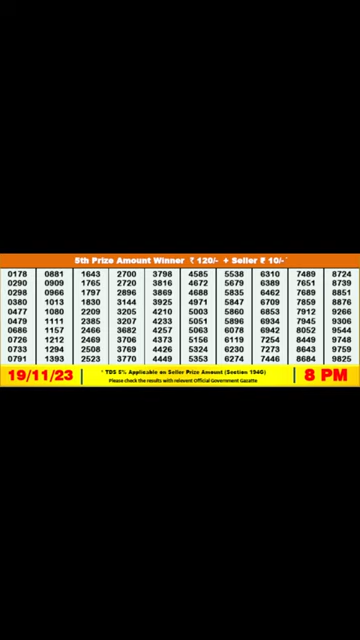 5th Prize Amount Winner ₹ 120/- + Seller ₹ 10/-*
0178 0881 1643 2700 3798 4585 5538 6310 7489 8724
0290 0909 1765 2720 3816 4672 5679 6389 7651 8739
0298 0966 1797 2896 3869 4688 5835 6462 7689 8851
0380 1013 1830 3144 3925 4971 5847 6709 7859 8876
0477 1080 2209 3205 4210 5003 5860 6853 7912 9266
0479 1111 2385 3207 4233 5051 5896 6934 7945 9306
0686 1157 2466 3682 4257 5063 6078 6942 8052 9544
0726 1212 2469 3706 4373 5156 6119 7254 8449 9748
0733 1294 2508 3769 4426 5324 6230 7273 8643 9759
0791 1393 2523 3770 4449 5353 6274 7446 8684 9825
19/11/23
* TDS 5% Applicable on Seller Prize Amount (Section 194G)
Please check the results with relevent Official Government Gazatte
8 PM